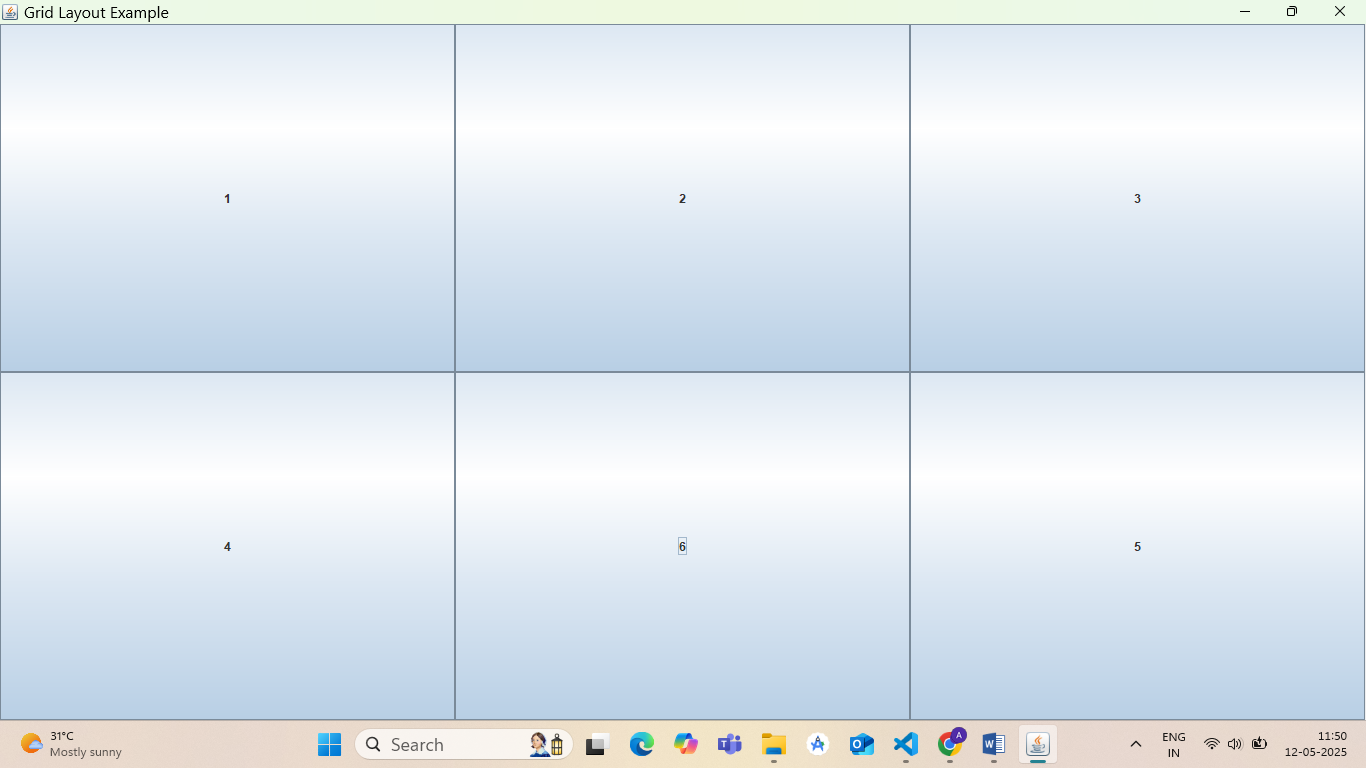 Grid Layout Example
1
2
3
4
6
5
31°C
Mostly sunny
Search
A
ENG
IN
11:50
12-05-2025